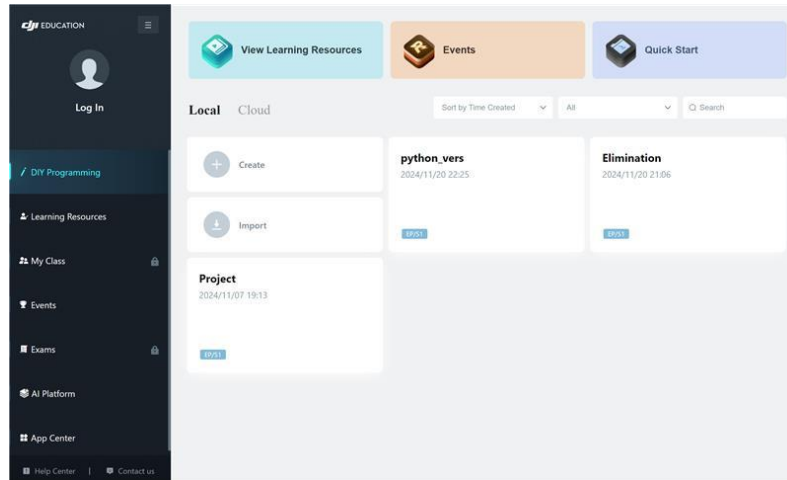 dji EDUCATION
Log In
DIY Programming
Learning Resources
My Class
Events
Exams
AI Platform
App Center
Help Center | Contact us
View Learning Resources
Events
Quick Start
Local Cloud
Sort by Time Created
All
Search
Create
Import
python_vers
2024/11/20 22:25
EP/S1
Elimination
2024/11/20 21:06
EP/S1
Project
2024/11/07 19:13
EP/S1